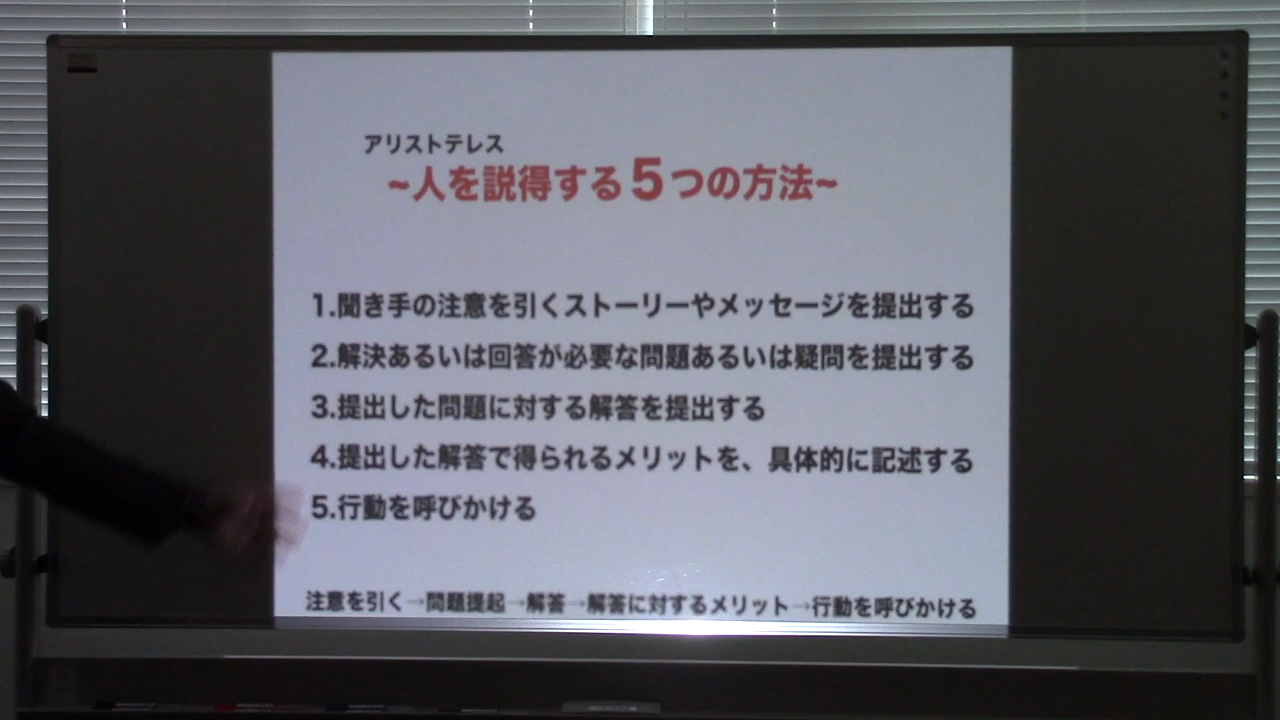 アリストテレス
~人を説得する5つの方法~
1.聞き手の注意を引くストーリーやメッセージを提出する
2.解決あるいは回答が必要な問題あるいは疑問を提出する
3.提出した問題に対する解答を提出する
4.提出した解答で得られるメリットを、具体的に記述する
5.行動を呼びかける
注意を引く→問題提起→解答→解答に対するメリット→行動を呼びかける